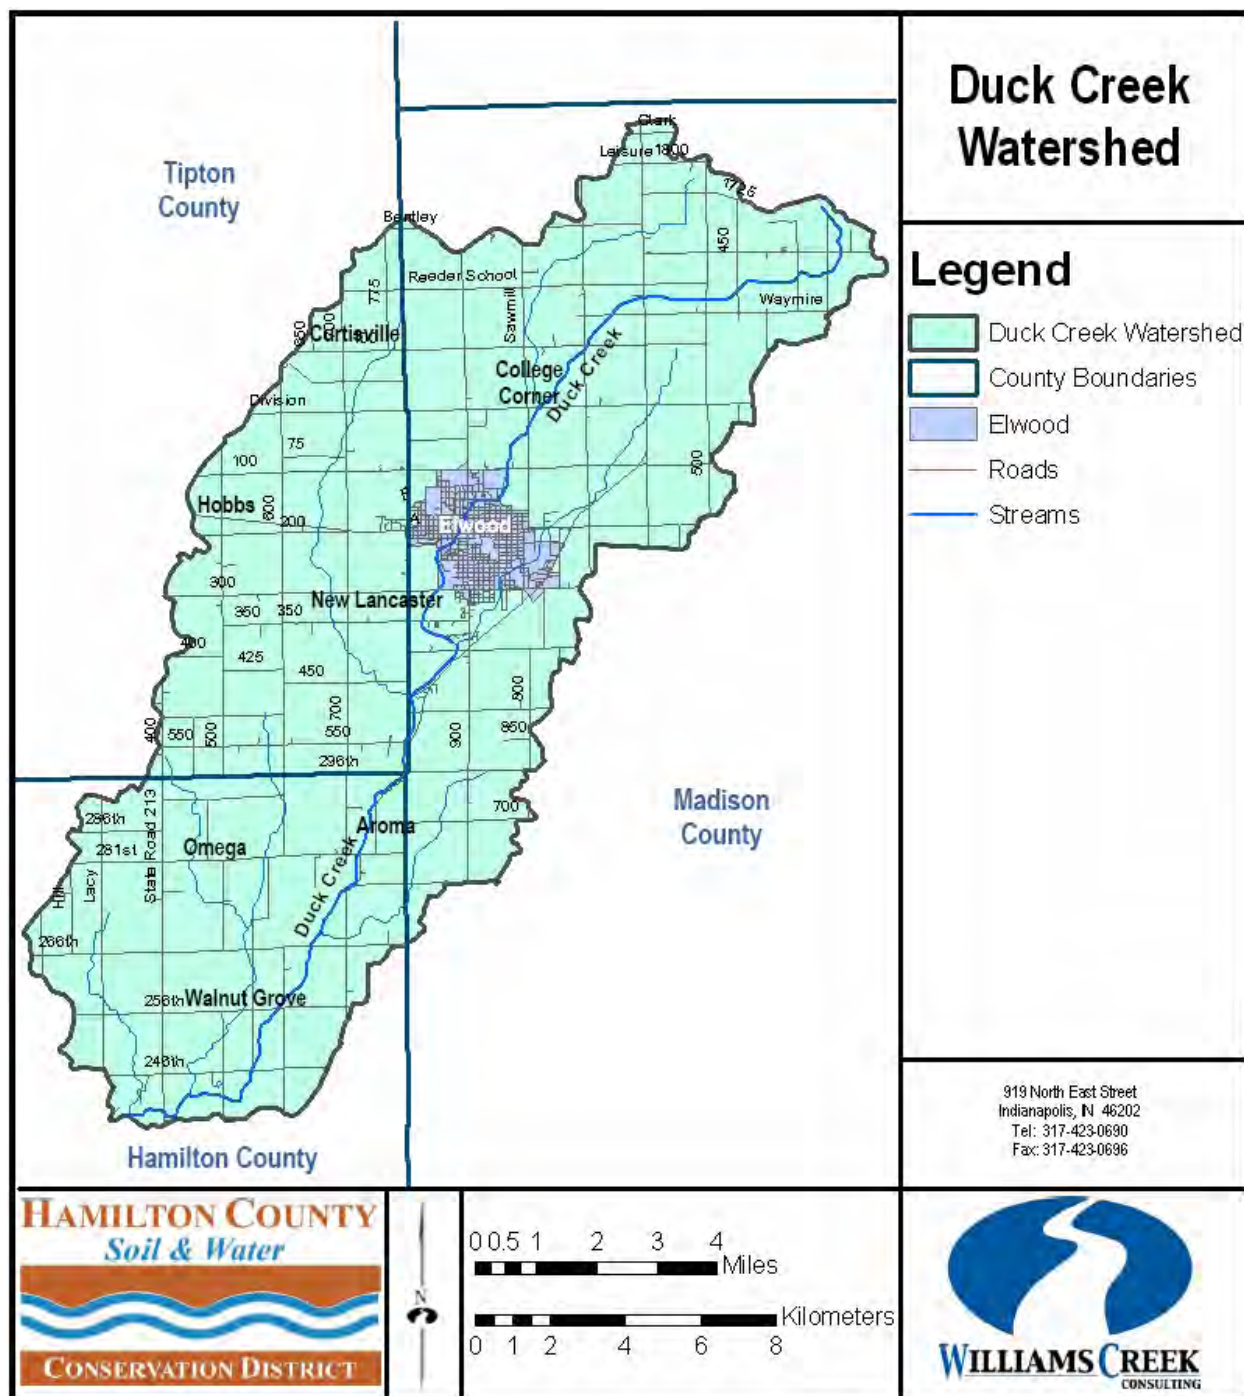 Duck Creek
Watershed
Legend
Duck Creek Watershed
County Boundaries
Elwood
Roads
Streams
Tipton
County
Clark
Leisure
1800
1725
Bentley
450
Reeder School
775
Sawmill
Waymire
Curtisville
100
College
Corner
Duck Creek
Division
75
100
500
Hobbs
600
200
A
Elwood
300
New Lancaster
350
350
400
425
450
800
700
400
550
500
550
900
850
296th
Madison
County
700
286th
State Road 213
Aroma
281st
Omega
Hill
Lacy
Duck Creek
266th
256th
Walnut Grove
246th
Hamilton County
919 North East Street
Indianapolis, IN 46202
Tel: 317-423-0690
Fax: 317-423-0696
HAMILTON COUNTY
Soil & Water
CONSERVATION DISTRICT
N
0 0.5 1 2 3 4
Miles
Kilometers
0 1 2 4 6 8
WILLIAMS CREEK
CONSULTING